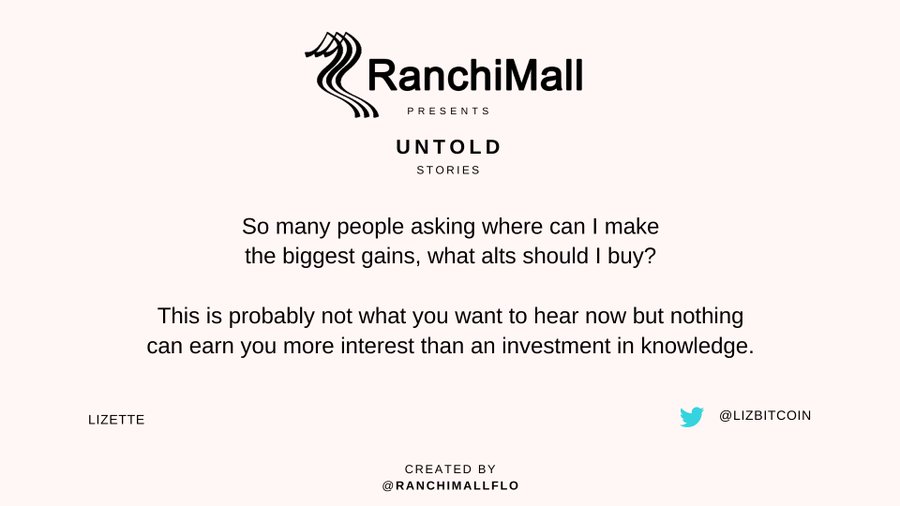 RanchiMall
PRESENTS
UNTOLD
STORIES
So many people asking where can I make
the biggest gains, what alts should I buy?
This is probably not what you want to hear now but nothing
can earn you more interest than an investment in knowledge.
LIZETTE
@LIZBITCOIN
CREATED BY
@RANCHIMALLFLO